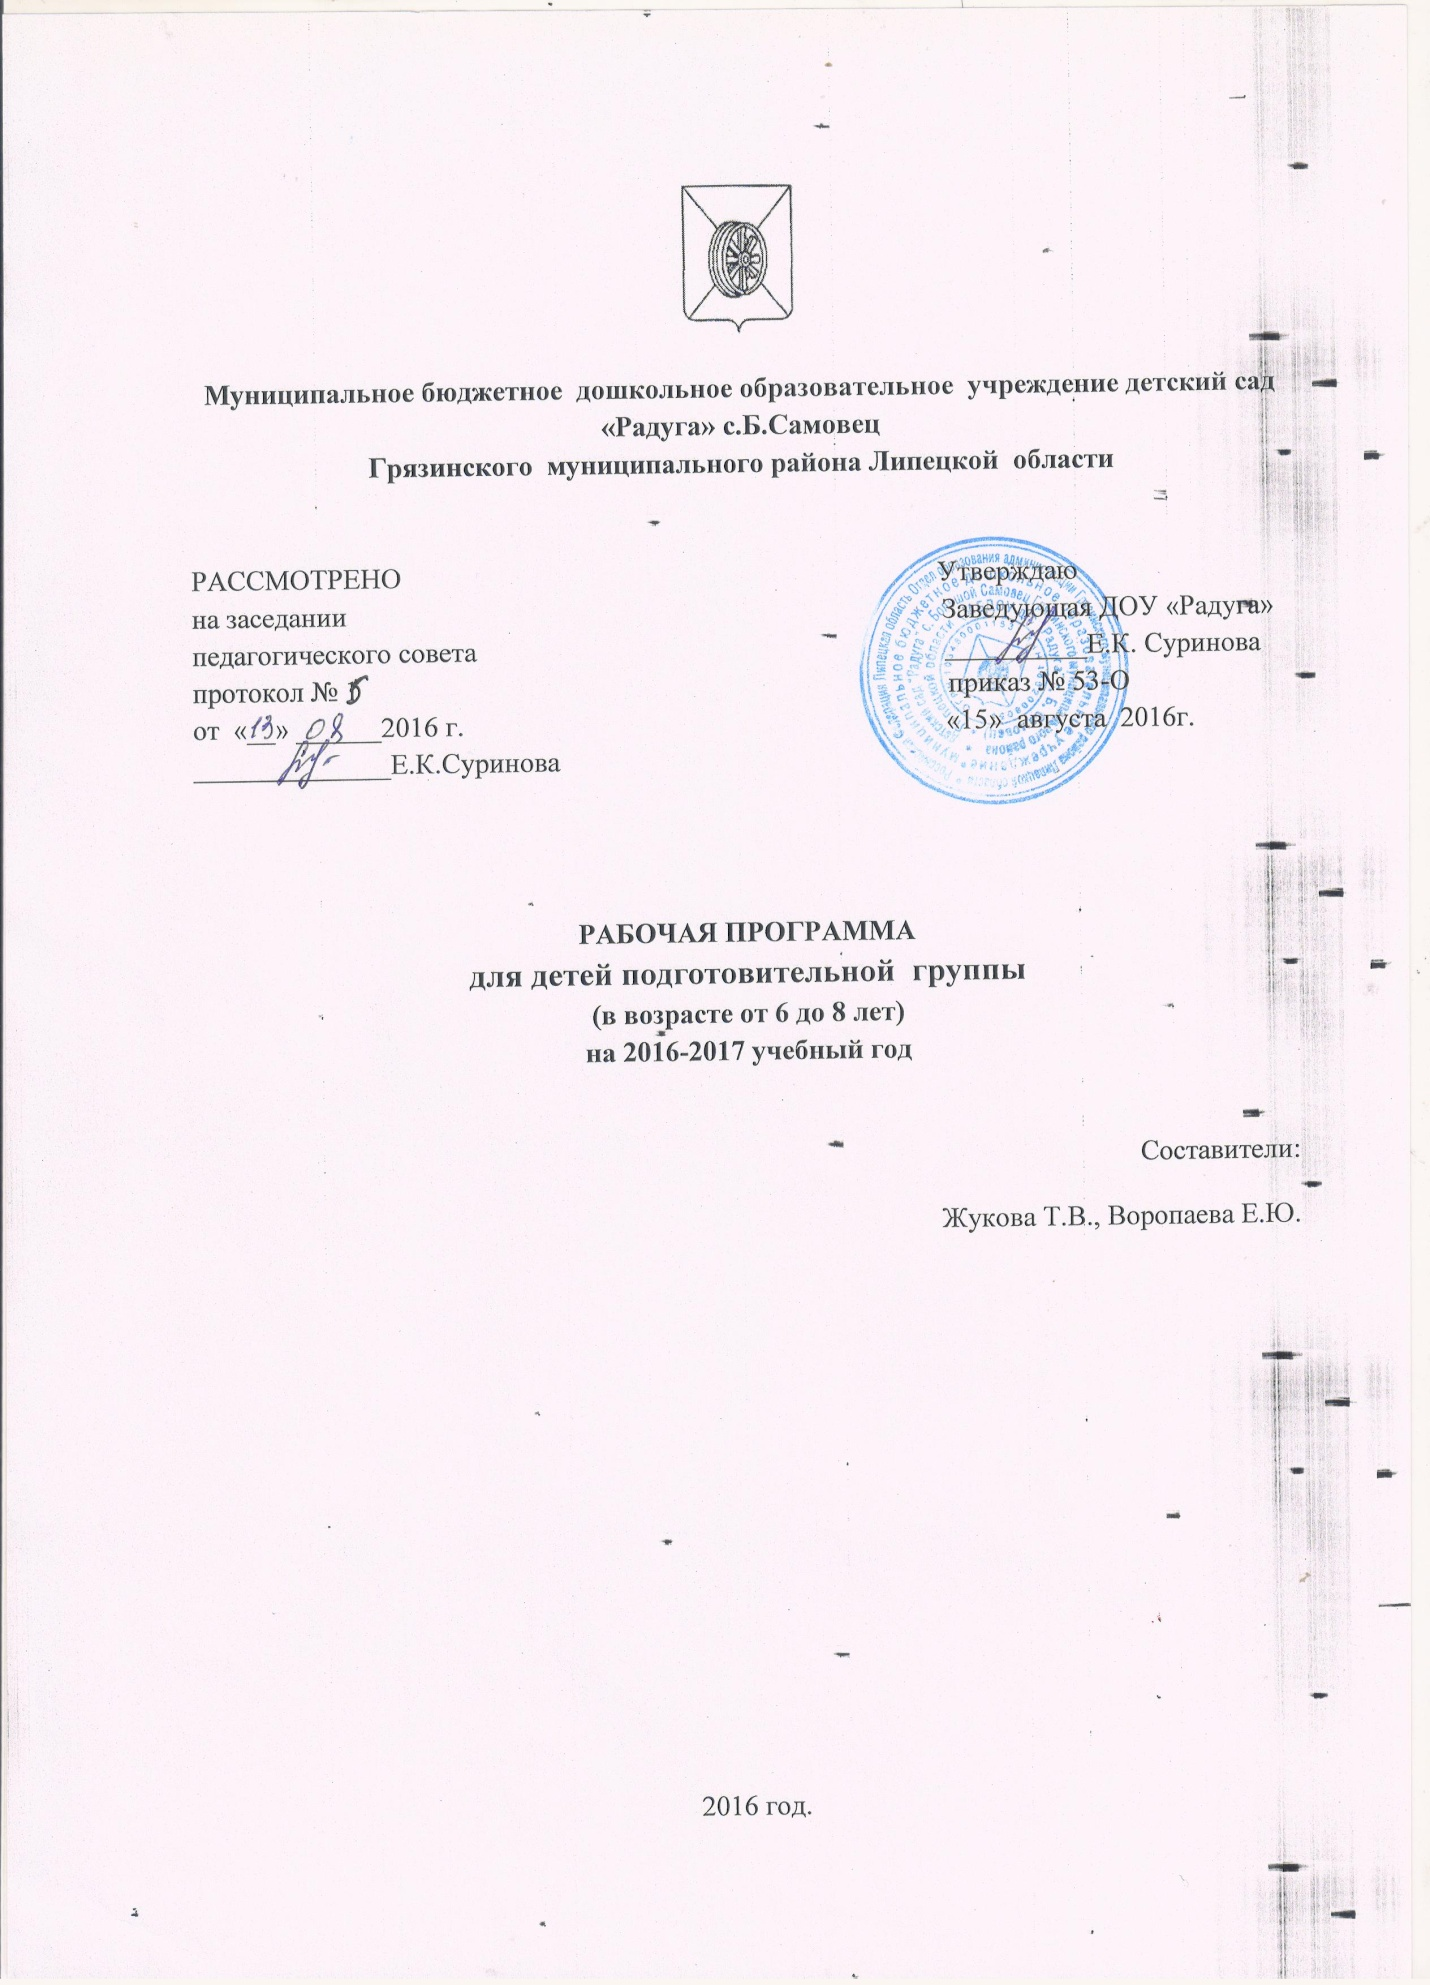 Муниципальное бюджетное дошкольное образовательное учреждение детский сад
«Радуга» с.Б.Самовец
Грязинского муниципального района Липецкой области
РАССМОТРЕНО
на заседании
педагогического совета
протокол № 5
от «13» 08 2016 г.
Е.К.Суринова
Утверждаю
Заведующая ДОУ «Радуга»
Е.К. Суринова
приказ № 53-О
«15» августа 2016г.
РАБОЧАЯ ПРОГРАММА
для детей подготовительной группы
(в возрасте от 6 до 8 лет)
на 2016-2017 учебный год
Составители:
Жукова Т.В., Воропаева Е.Ю.
2016 год.